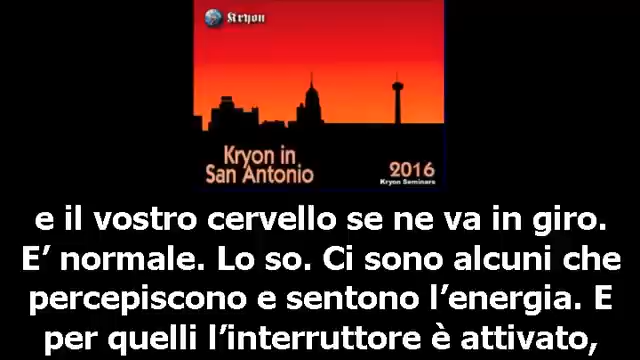 Kryon
Kryon in
San Antonio
2016
Kryon Seminars
e il vostro cervello se ne va in giro.
E’ normale. Lo so. Ci sono alcuni che
percepiscono e sentono l’energia. E
per quelli l’interruttore è attivato,